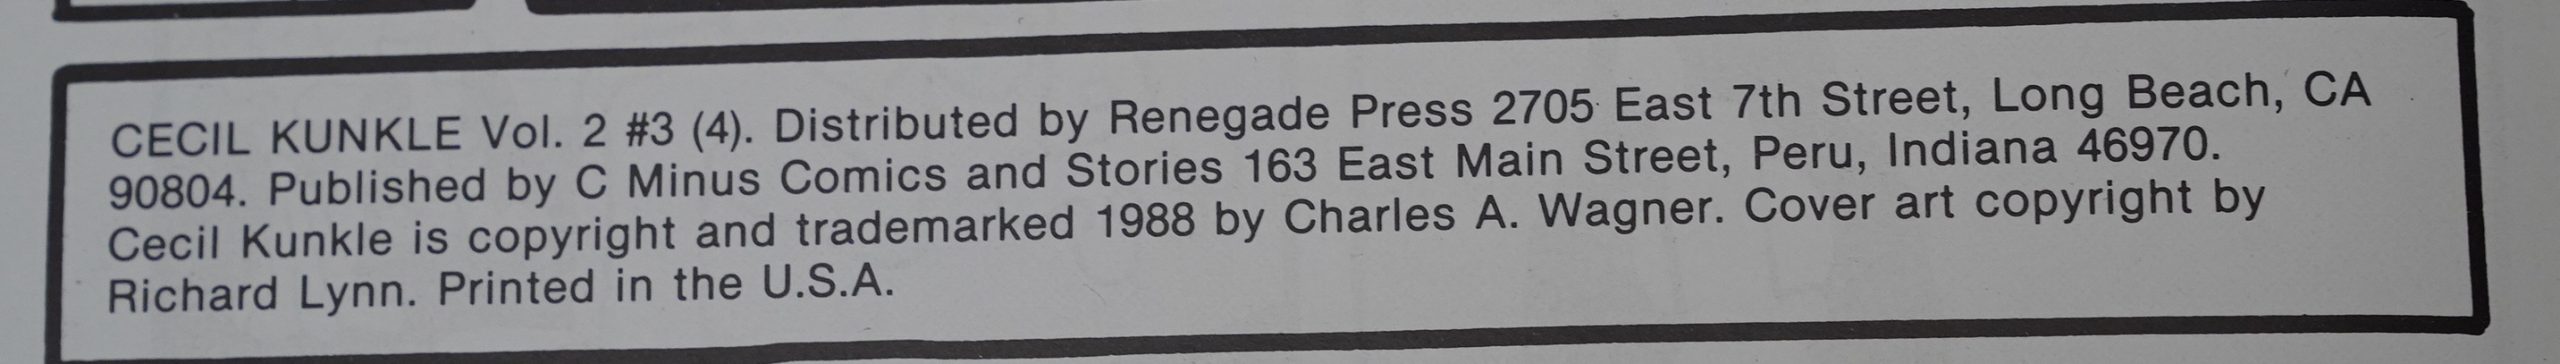 CECIL KUNKLE Vol. 2 #3 (4). Distributed by Renegade Press 2705 East 7th Street, Long Beach, CA
90804. Published by C Minus Comics and Stories 163 East Main Street, Peru, Indiana 46970.
Cecil Kunkle is copyright and trademarked 1988 by Charles A. Wagner. Cover art copyright by
Richard Lynn. Printed in the U.S.A.